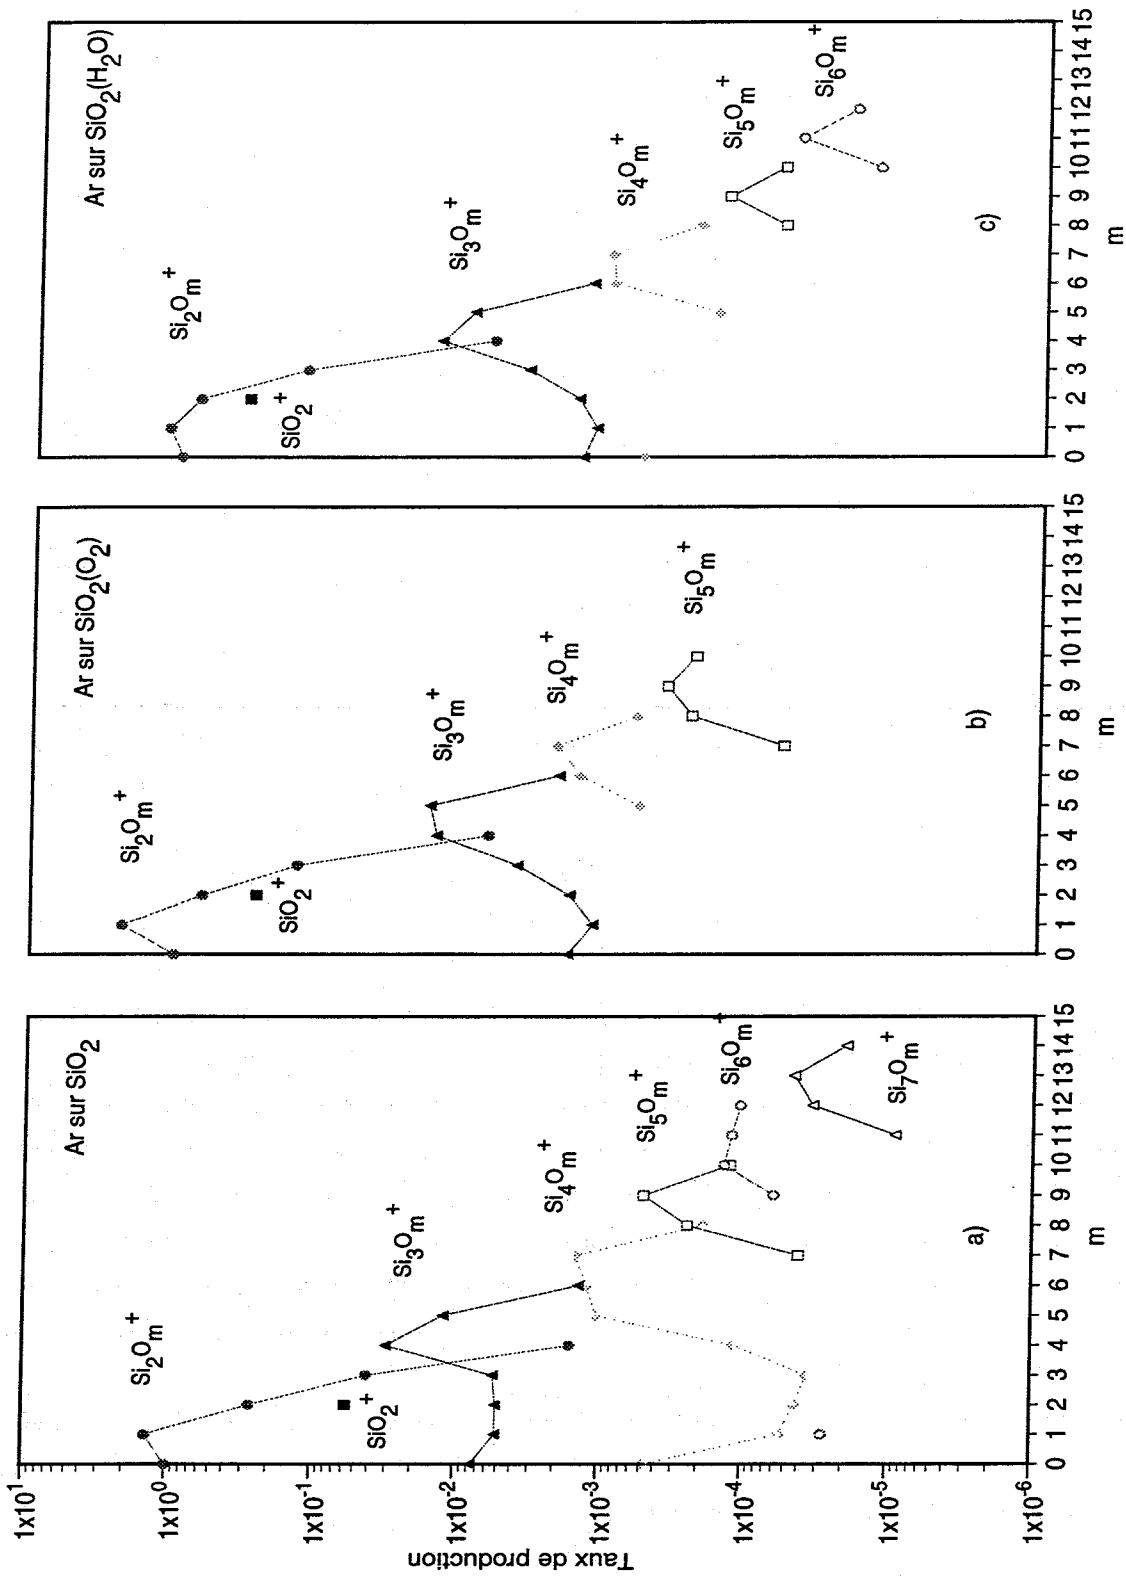 Taux de production
1x10^1
1x10^0
1x10^-1
1x10^-2
1x10^-3
1x10^-4
1x10^-5
1x10^-6
Ar sur SiO2
Si2Om+
SiO2+
Si3Om+
Si4Om+
Si5Om+
Si6Om+
Si7Om+
a)
0 1 2 3 4 5 6 7 8 9 10 11 12 13 14 15
m
Ar sur SiO2(O2)
Si2Om+
SiO2+
Si3Om+
Si4Om+
Si5Om+
b)
0 1 2 3 4 5 6 7 8 9 10 11 12 13 14 15
m
Ar sur SiO2(H2O)
Si2Om+
SiO2+
Si3Om+
Si4Om+
Si5Om+
Si6Om+
c)
0 1 2 3 4 5 6 7 8 9 10 11 12 13 14 15
m